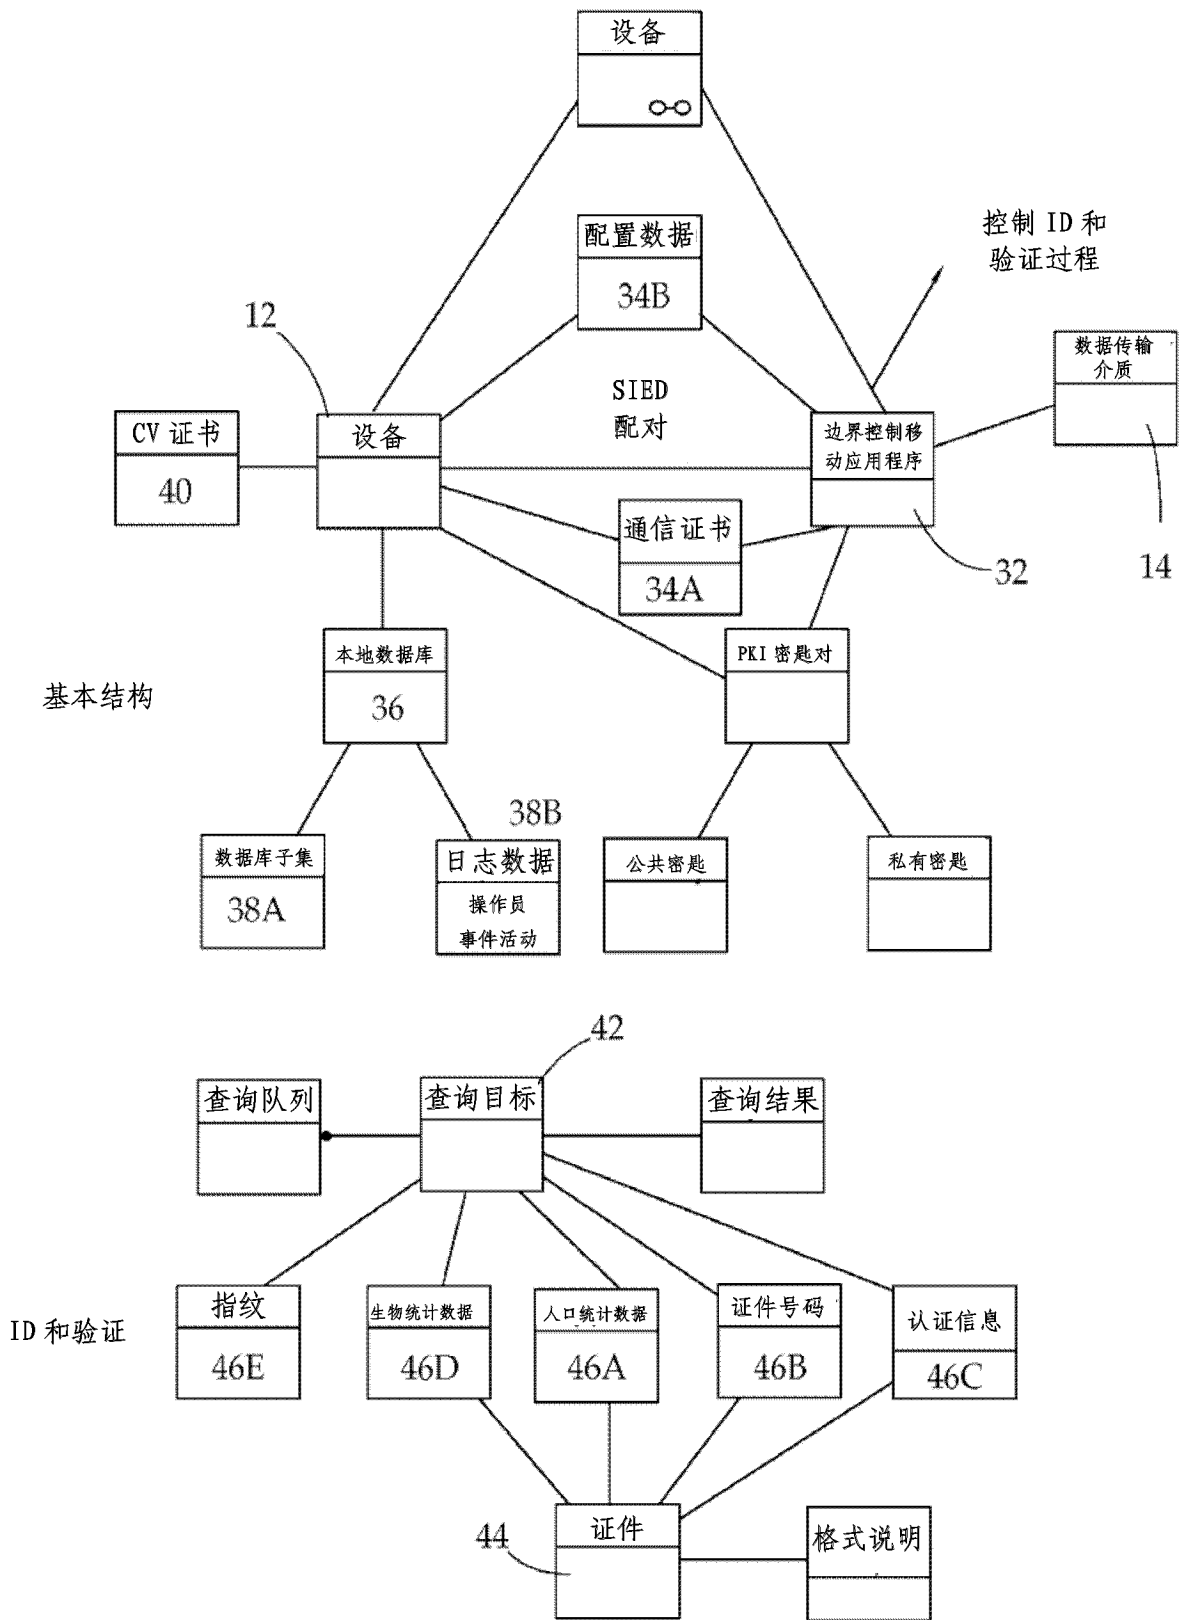 设备
配置数据
34B
控制 ID 和
验证过程
12
SIED
配对
数据传输
介质
CV 证书
40
设备
边界控制移
动应用程序
通信证书
34A
32
14
基本结构
本地数据库
36
PKI 密匙对
38B
数据库子集
38A
日志数据
操作员
事件活动
公共密匙
私有密匙
42
查询队列
查询目标
查询结果
ID 和验证
指纹
46E
生物统计数据
46D
人口统计数据
46A
证件号码
46B
认证信息
46C
44
证件
格式说明